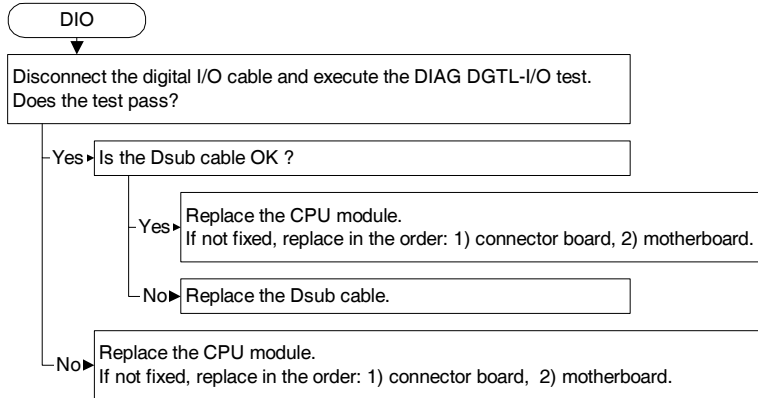 DIO
Disconnect the digital I/O cable and execute the DIAG DGTL-I/O test.
Does the test pass?
Yes
Is the Dsub cable OK ?
Yes
Replace the CPU module.
If not fixed, replace in the order: 1) connector board, 2) motherboard.
No
Replace the Dsub cable.
No
Replace the CPU module.
If not fixed, replace in the order: 1) connector board, 2) motherboard.